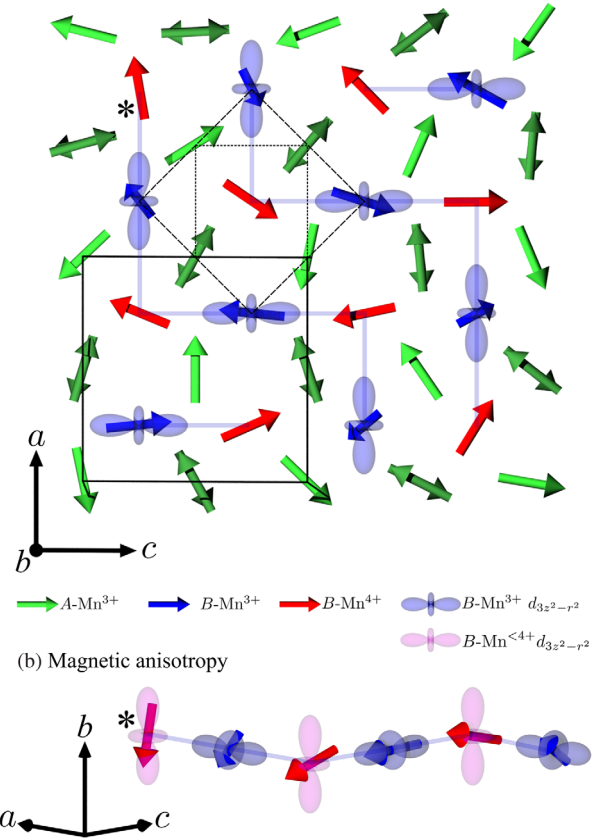 *
a
b
c
A-Mn³⁺ B-Mn³⁺ B-Mn⁴⁺ B-Mn³⁺ d₃z²₋r²
B-Mn<⁴⁺d₃z²₋r²
(b) Magnetic anisotropy
*
b
a
c